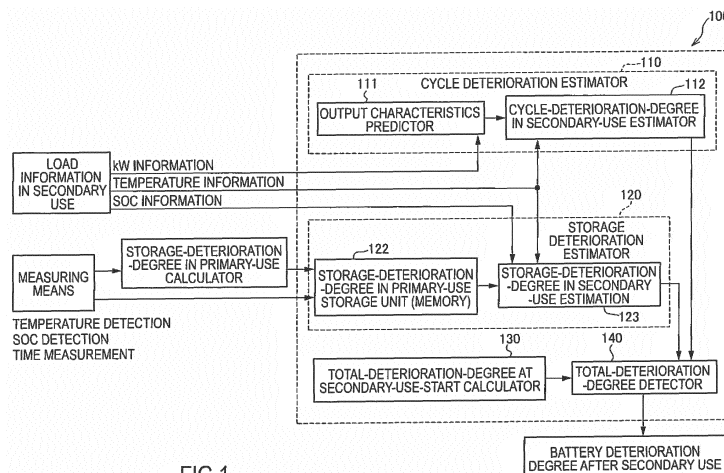 100
110
CYCLE DETERIORATION ESTIMATOR
111
112
OUTPUT CHARACTERISTICS
PREDICTOR
CYCLE-DETERIORATION-DEGREE
IN SECONDARY-USE ESTIMATOR
LOAD
INFORMATION
IN SECONDARY
USE
kW INFORMATION
TEMPERATURE INFORMATION
SOC INFORMATION
120
STORAGE
DETERIORATION
ESTIMATOR
STORAGE-DETERIORATION
-DEGREE IN PRIMARY-USE
CALCULATOR
122
MEASURING
MEANS
STORAGE-DETERIORATION
-DEGREE IN PRIMARY-USE
STORAGE UNIT (MEMORY)
STORAGE-DETERIORATION
-DEGREE IN SECONDARY
-USE ESTIMATION
123
TEMPERATURE DETECTION
SOC DETECTION
TIME MEASUREMENT
130
140
TOTAL-DETERIORATION-DEGREE AT
SECONDARY-USE-START CALCULATOR
TOTAL-DETERIORATION
-DEGREE DETECTOR
BATTERY DETERIORATION
DEGREE AFTER SECONDARY USE
FIG.1